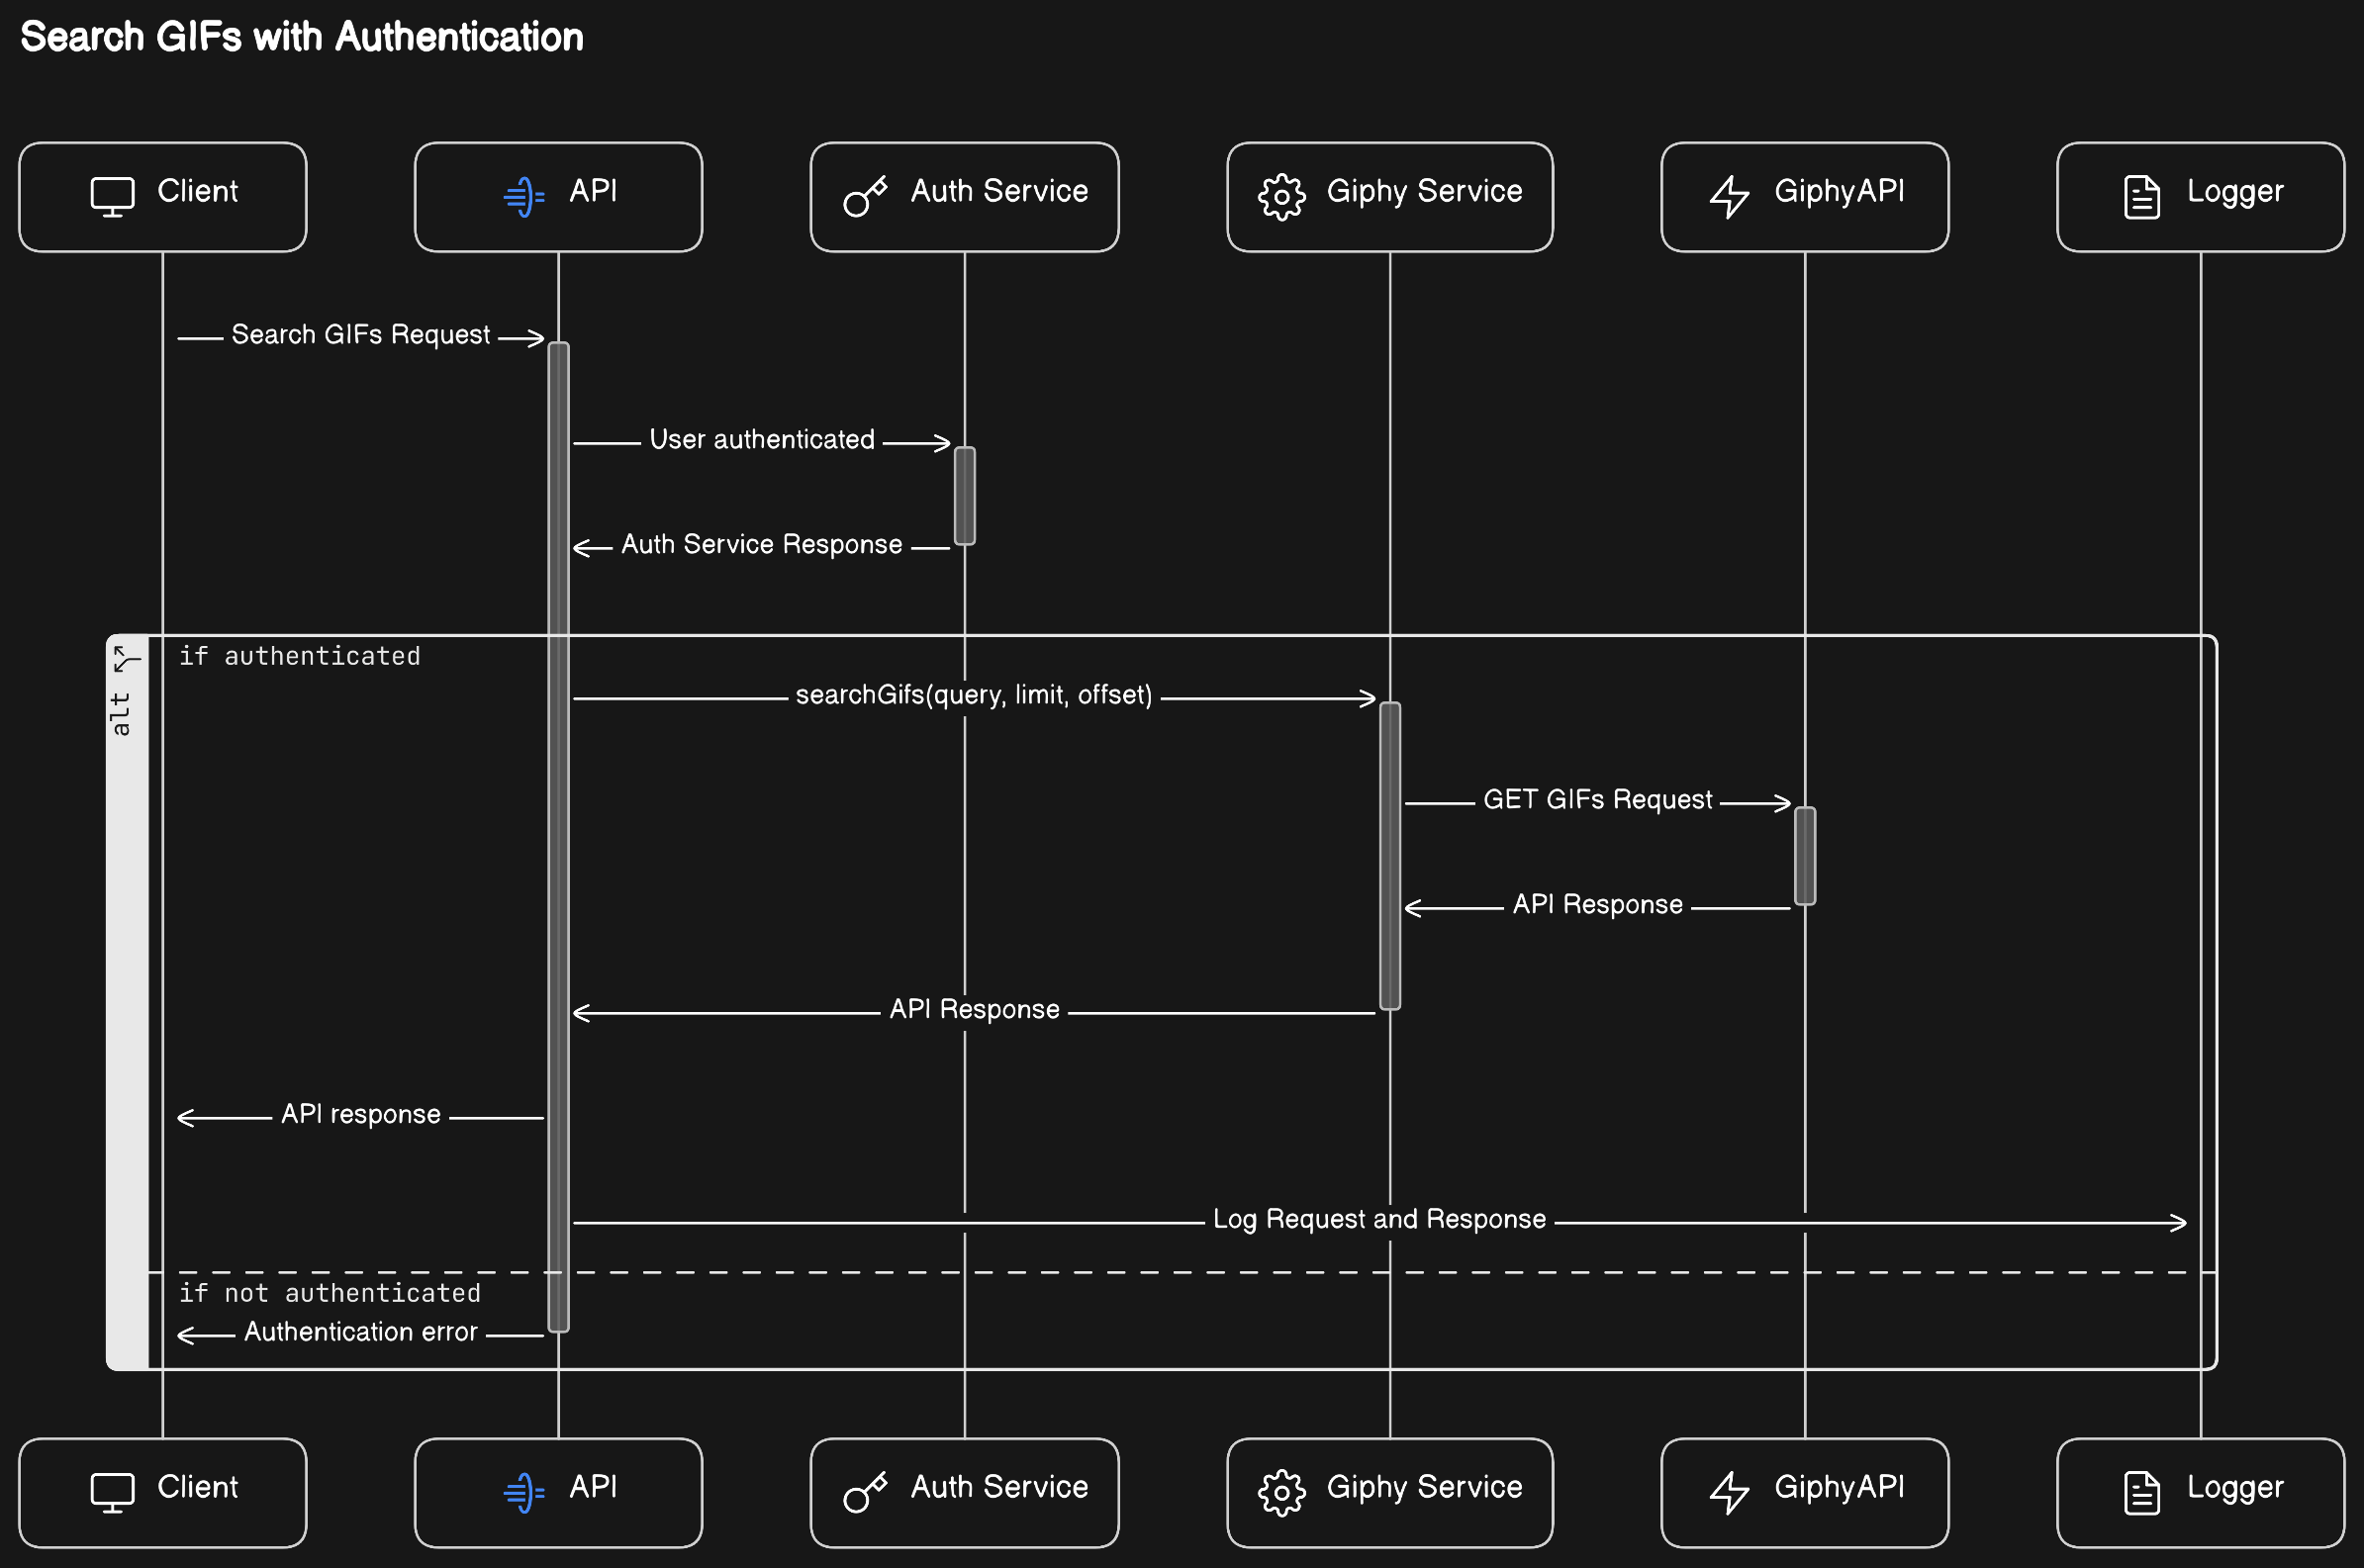 Search GIFs with Authentication
Client
API
Auth Service
Giphy Service
GiphyAPI
Logger
Search GIFs Request
User authenticated
Auth Service Response
alt
if authenticated
searchGifs(query, limit, offset)
GET GIFs Request
API Response
API Response
API response
Log Request and Response
if not authenticated
Authentication error
Client
API
Auth Service
Giphy Service
GiphyAPI
Logger